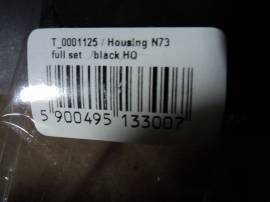 T_0001125 / Housing N73
full set /black HQ
5 900495 133007